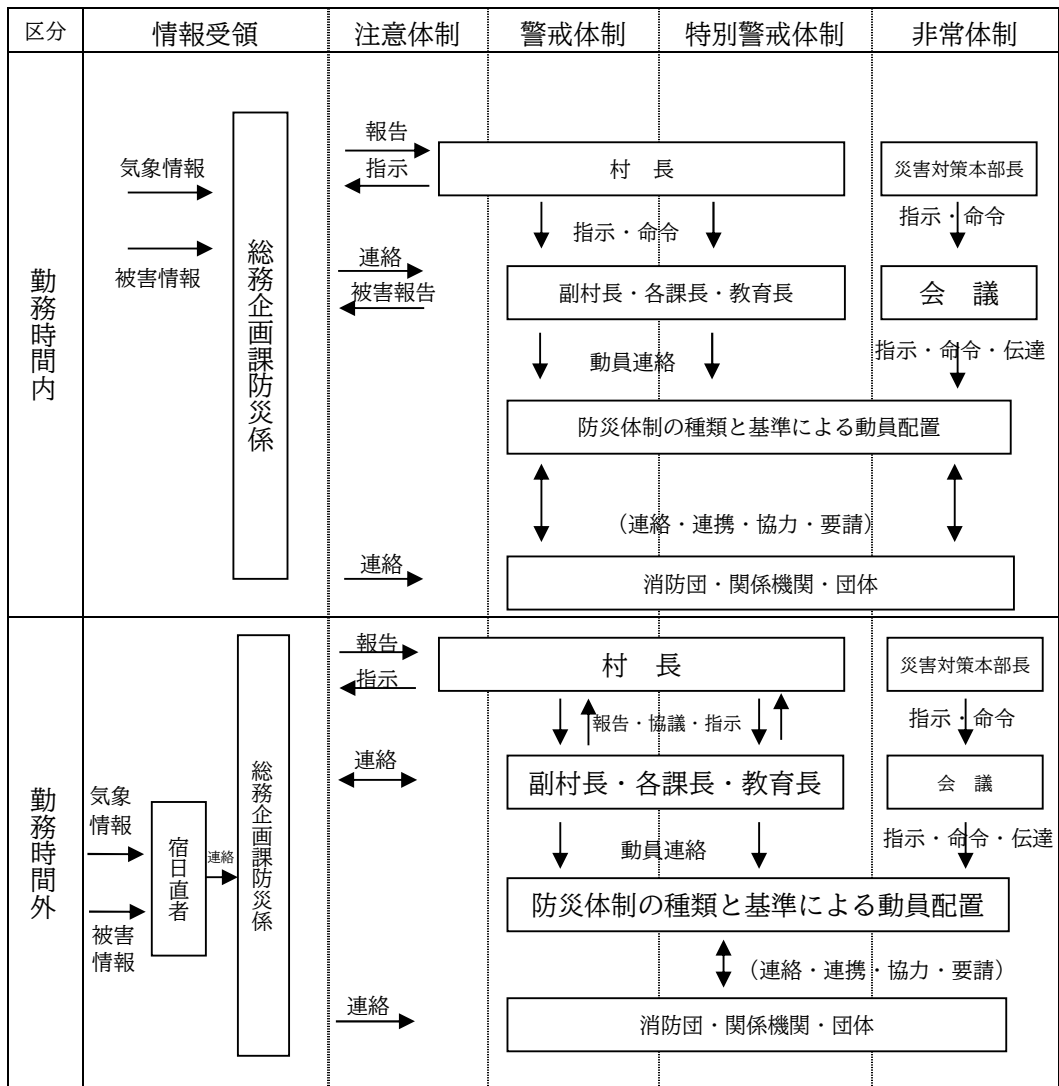 区分 情報受領 注意体制 警戒体制 特別警戒体制 非常体制
勤務時間内
気象情報
被害情報
総務企画課防災係
報告
指示
村　長
災害対策本部長
指示・命令
指示・命令
連絡
被害報告
副村長・各課長・教育長
会　議
動員連絡
指示・命令・伝達
防災体制の種類と基準による動員配置
（連絡・連携・協力・要請）
連絡
消防団・関係機関・団体
勤務時間外
気象
情報
被害
情報
宿日直者
連絡
総務企画課防災係
報告
指示
村　長
災害対策本部長
報告・協議・指示
指示・命令
連絡
副村長・各課長・教育長
会　議
動員連絡
指示・命令・伝達
防災体制の種類と基準による動員配置
（連絡・連携・協力・要請）
連絡
消防団・関係機関・団体